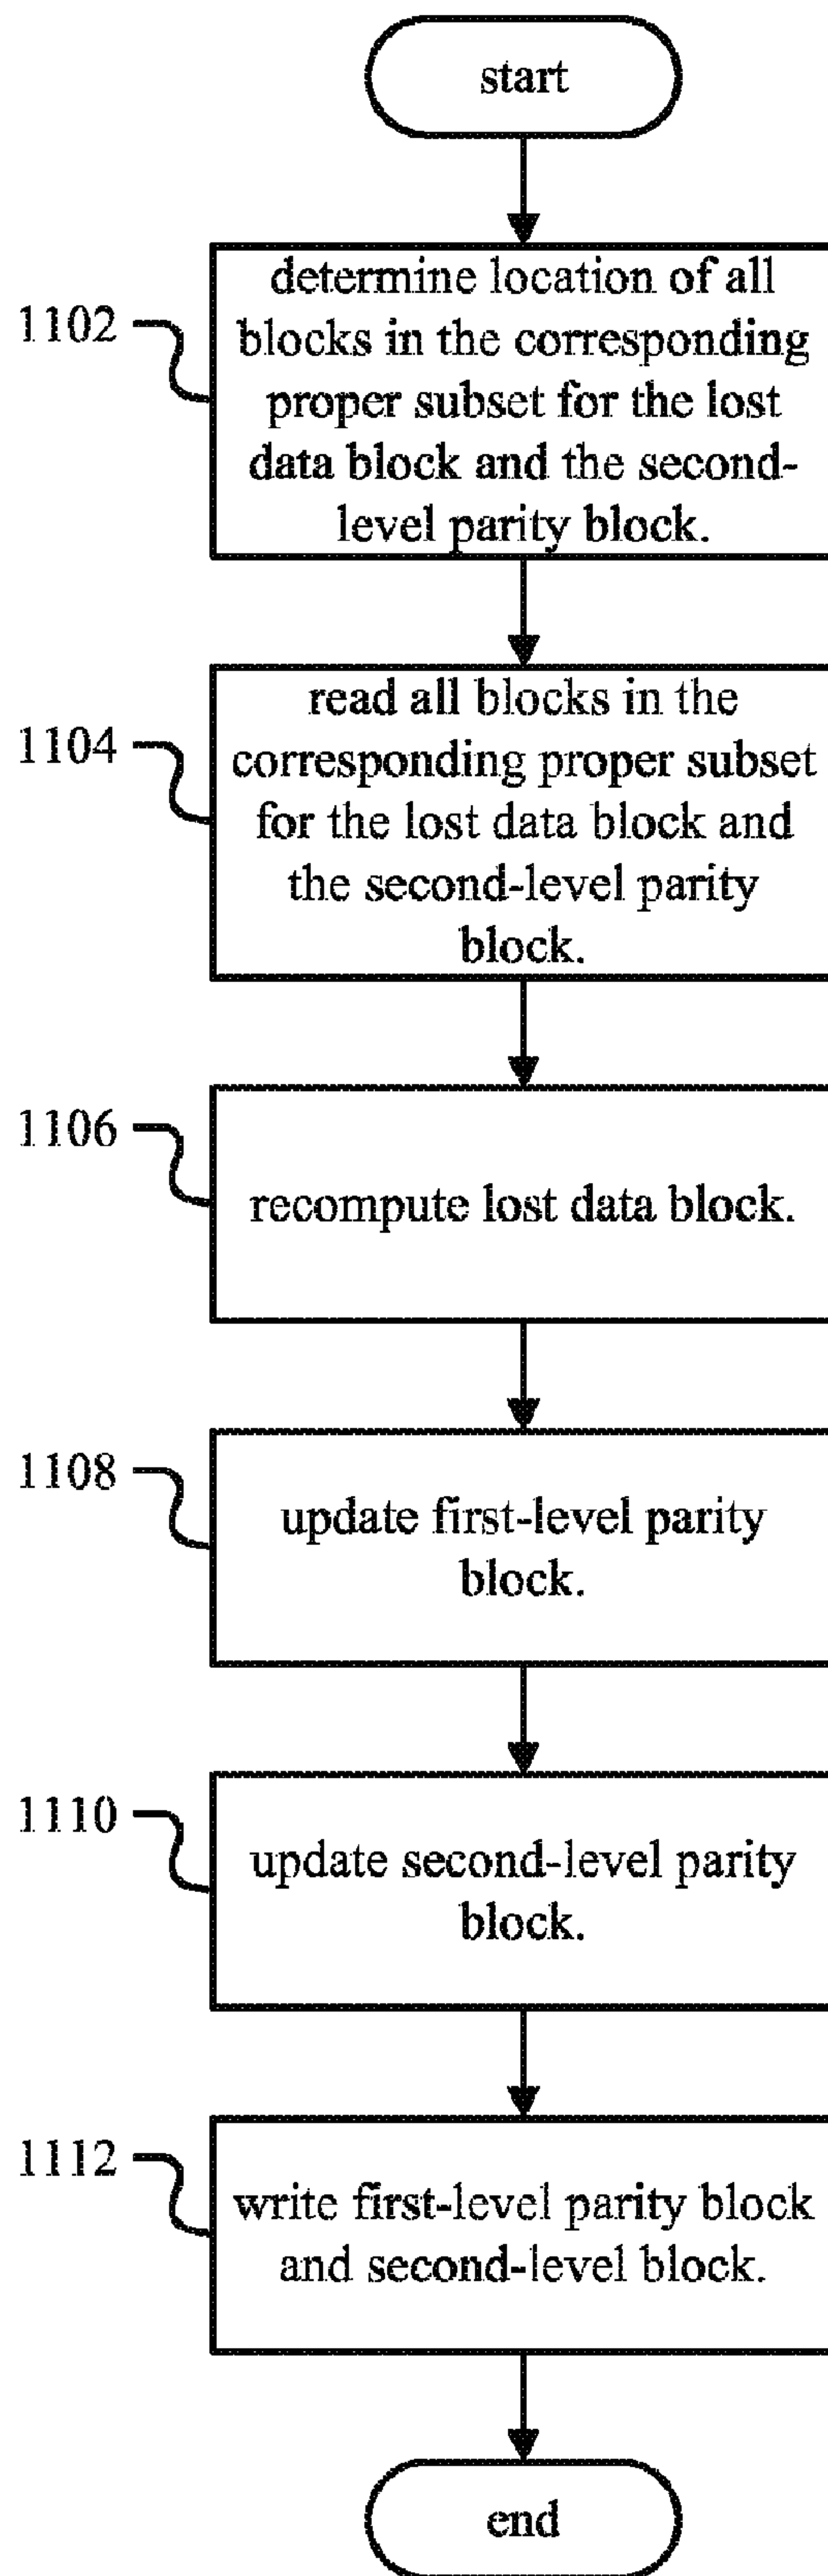 start
1102
determine location of all
blocks in the corresponding
proper subset for the lost
data block and the second-
level parity block.
1104
read all blocks in the
corresponding proper subset
for the lost data block and
the second-level parity
block.
1106
recompute lost data block.
1108
update first-level parity
block.
1110
update second-level parity
block.
1112
write first-level parity block
and second-level block.
end